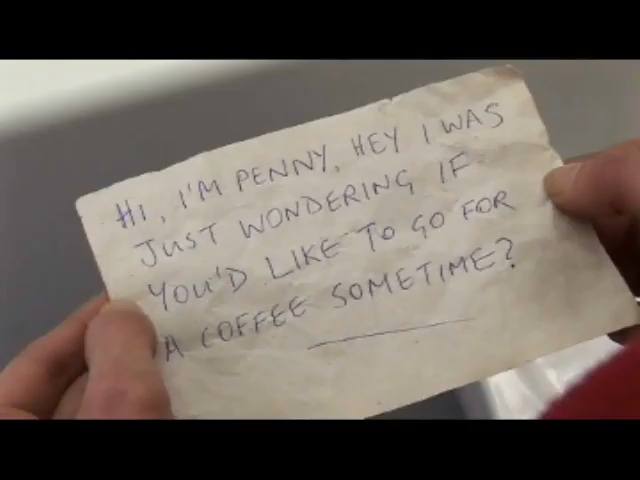 HI, I'M PENNY, HEY I WAS
JUST WONDERING IF
YOU'D LIKE TO GO FOR
A COFFEE SOMETIME?